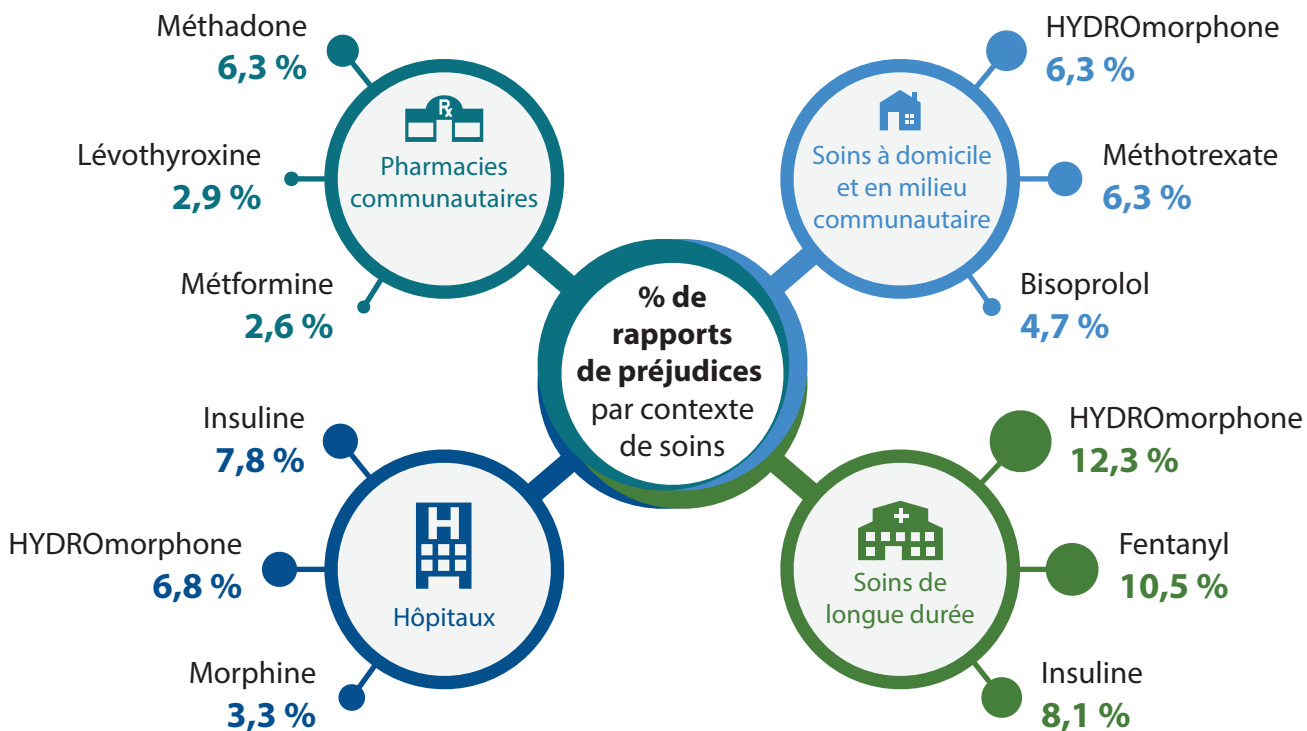 Méthadone
6,3 %
Lévothyroxine
2,9 %
Métformine
2,6 %
Rx
Pharmacies
communautaires
HYDROmorphone
6,3 %
Méthotrexate
6,3 %
Bisoprolol
4,7 %
Soins à domicile
et en milieu
communautaire
% de
rapports
de préjudices
par contexte
de soins
Insuline
7,8 %
HYDROmorphone
6,8 %
Morphine
3,3 %
H
Hôpitaux
HYDROmorphone
12,3 %
Fentanyl
10,5 %
Insuline
8,1 %
Soins de
longue durée